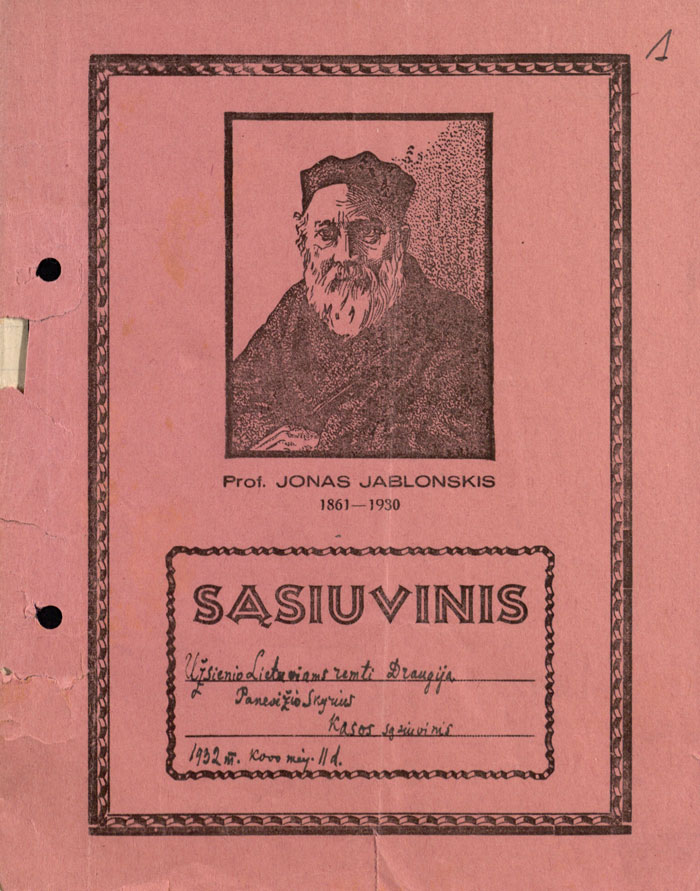 1
Prof. JONAS JABLONSKIS
1861—1930
SĄSIUVINIS
Užsienio Lietuviams remti Draugija
Panevėžio Skyrius
Kasos sąsiuvinis
1932 m. Kovo mėn. 11 d.